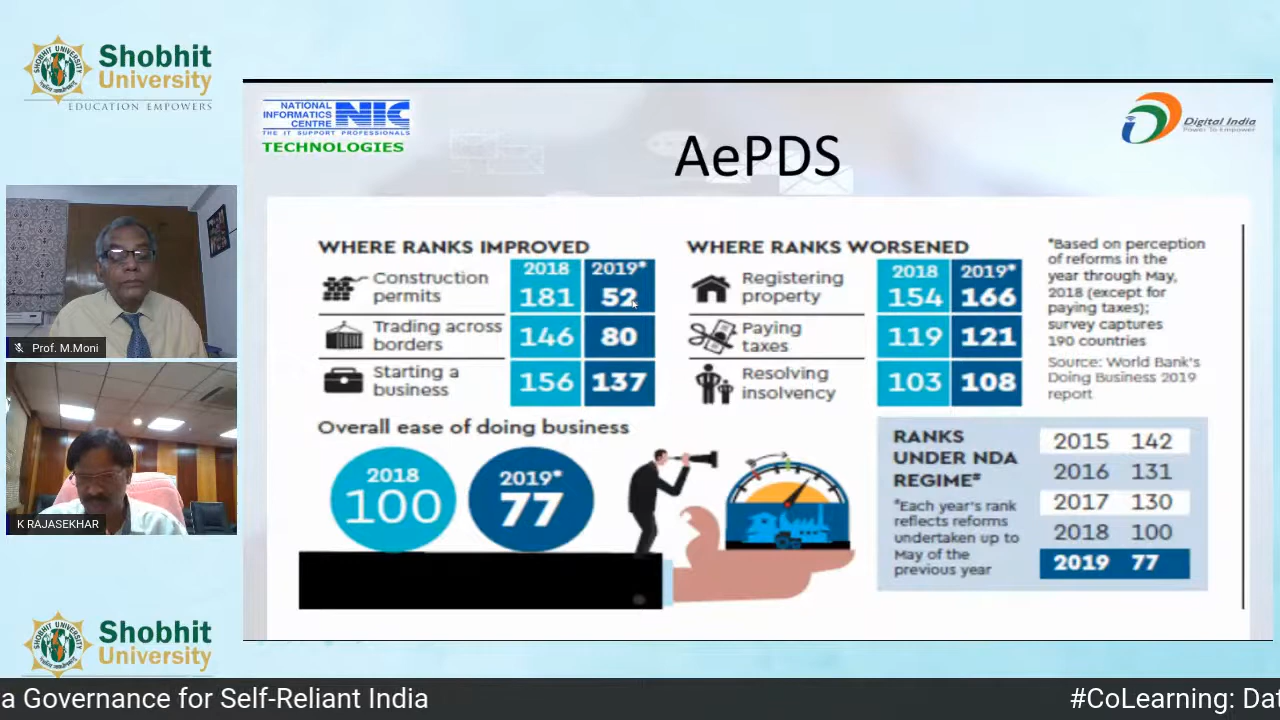 Shobhit
University
EDUCATION EMPOWERS
NATIONAL
INFORMATICS
CENTRE
NIC
THE IT SUPPORT PROFESSIONALS
TECHNOLOGIES
Digital India
Power To Empower
AePDS
WHERE RANKS IMPROVED
2018 2019*
Construction permits 181 52
Trading across borders 146 80
Starting a business 156 137
WHERE RANKS WORSENED
2018 2019*
Registering property 154 166
Paying taxes 119 121
Resolving insolvency 103 108
*Based on perception
of reforms in the
year through May,
2018 (except for
paying taxes);
survey captures
190 countries
Source: World Bank's
Doing Business 2019
report
Overall ease of doing business
2018
100
2019*
77
RANKS
UNDER NDA
REGIME#
#Each year's rank
reflects reforms
undertaken up to
May of the
previous year
2015 142
2016 131
2017 130
2018 100
2019 77
Prof. M.Moni
K RAJASEKHAR
Shobhit
University
a Governance for Self-Reliant India
#CoLearning: Dat